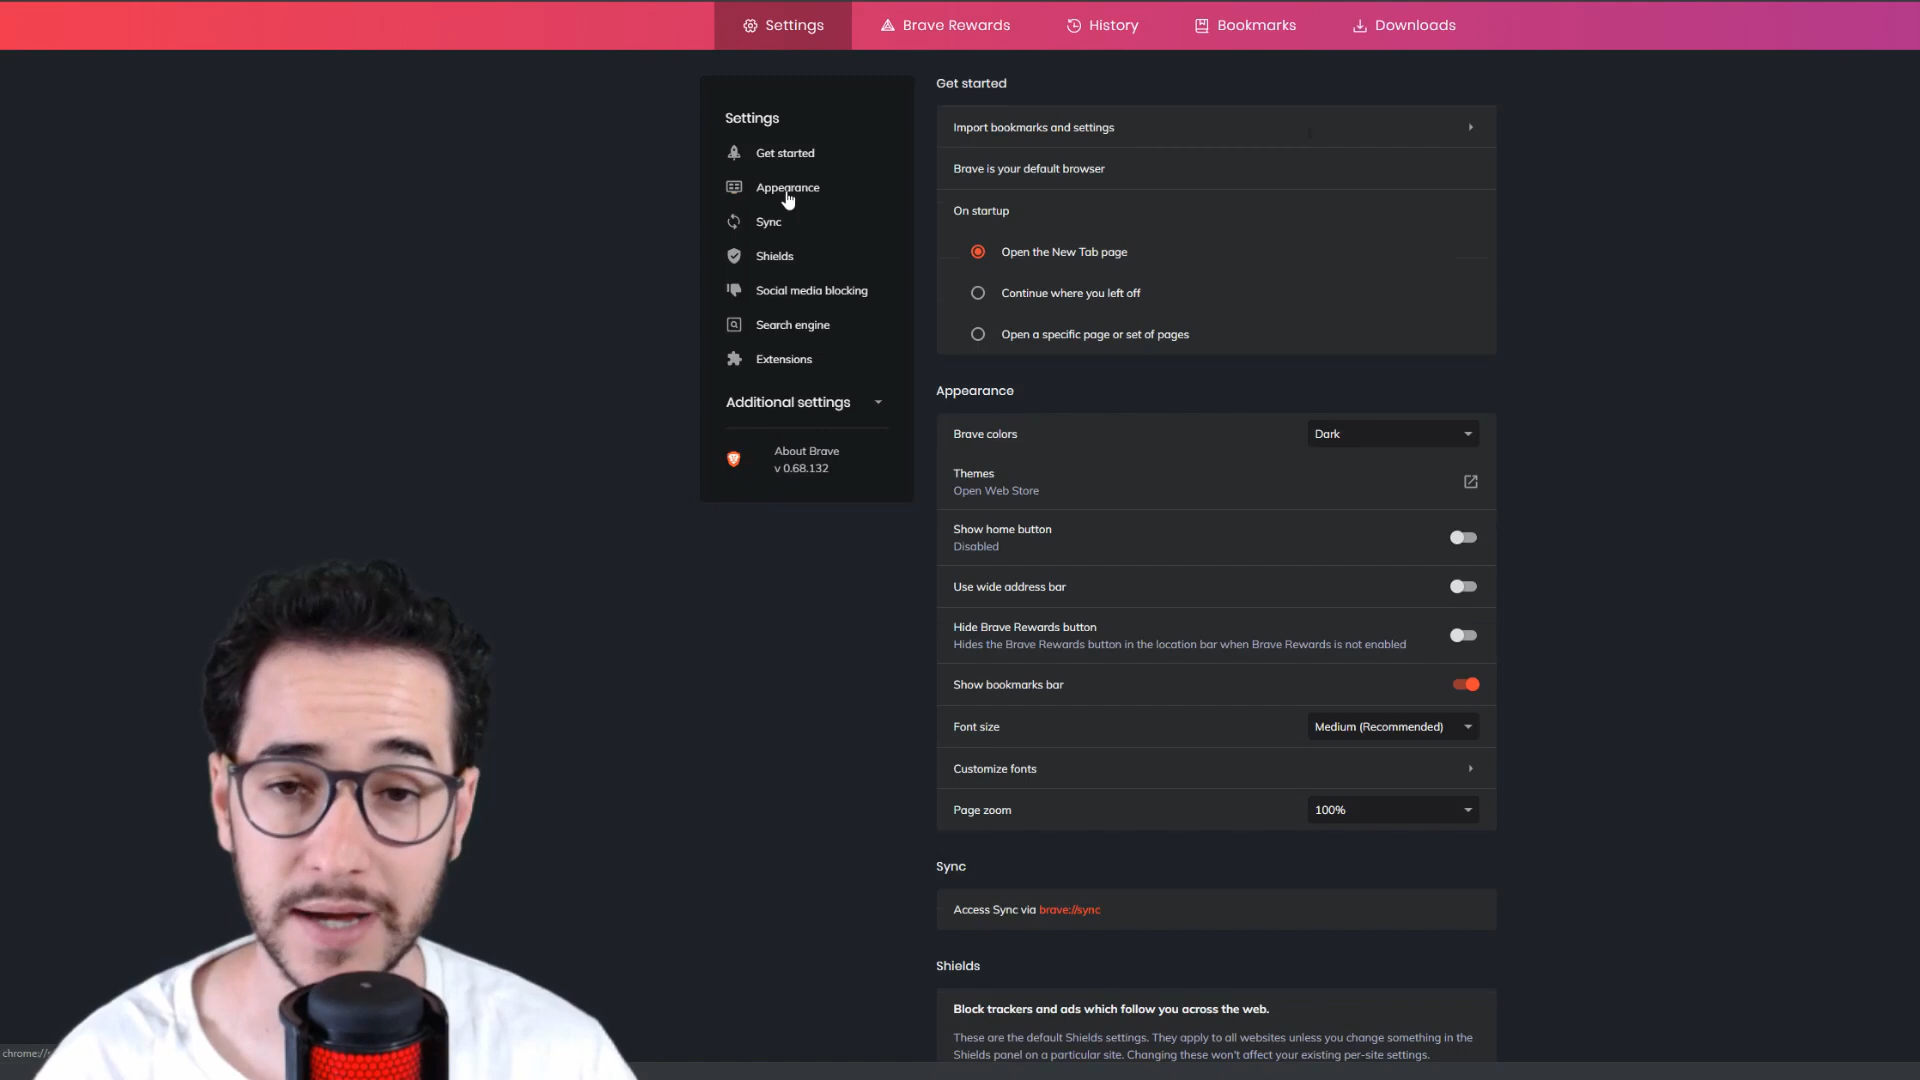 Settings
Brave Rewards
History
Bookmarks
Downloads
Settings
Get started
Appearance
Sync
Shields
Social media blocking
Search engine
Extensions
Additional settings
About Brave
v 0.68.132
Get started
Import bookmarks and settings
Brave is your default browser
On startup
Open the New Tab page
Continue where you left off
Open a specific page or set of pages
Appearance
Brave colors
Dark
Themes
Open Web Store
Show home button
Disabled
Use wide address bar
Hide Brave Rewards button
Hides the Brave Rewards button in the location bar when Brave Rewards is not enabled
Show bookmarks bar
Font size
Medium (Recommended)
Customize fonts
Page zoom
100%
Sync
Access Sync via brave://sync
Shields
Block trackers and ads which follow you across the web.
These are the default Shields settings. They apply to all websites unless you change something in the
Shields panel on a particular site. Changing these won't affect your existing per-site settings.